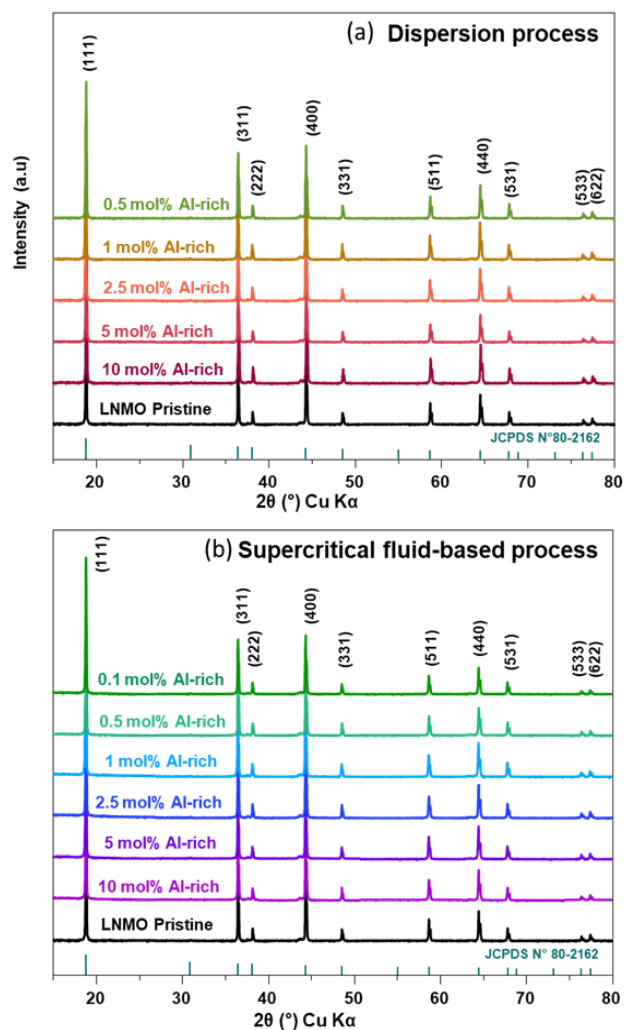 (a) Dispersion process
(111)
(311)
(222)
(400)
(331)
(511)
(440)
(531)
(533)
(622)
Intensity (a.u)
0.5 mol% Al-rich
1 mol% Al-rich
2.5 mol% Al-rich
5 mol% Al-rich
10 mol% Al-rich
LNMO Pristine
JCPDS N°80-2162
20 30 40 50 60 70 80
2θ (°) Cu Kα
(b) Supercritical fluid-based process
(111)
(311)
(222)
(400)
(331)
(511)
(440)
(531)
(533)
(622)
0.1 mol% Al-rich
0.5 mol% Al-rich
1 mol% Al-rich
2.5 mol% Al-rich
5 mol% Al-rich
10 mol% Al-rich
LNMO Pristine
JCPDS N° 80-2162
20 30 40 50 60 70 80
2θ (°) Cu Kα